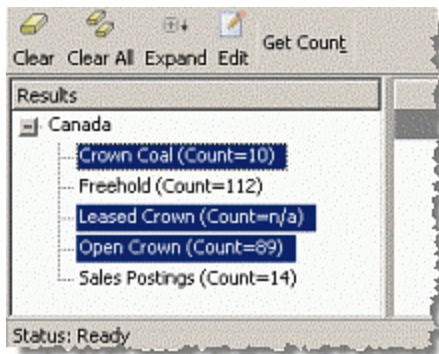 Clear Clear All Expand Edit Get Count
Results
Canada
Crown Coal (Count=10)
Freehold (Count=112)
Leased Crown (Count=n/a)
Open Crown (Count=89)
Sales Postings (Count=14)
Status: Ready